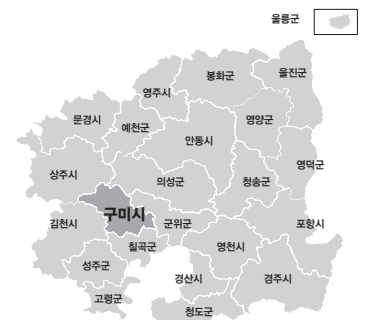 울릉군
봉화군
울진군
영주시
문경시
예천군
영양군
안동시
영덕군
상주시
의성군
청송군
구미시
김천시
군위군
포항시
칠곡군
영천시
성주군
경산시
경주시
고령군
청도군